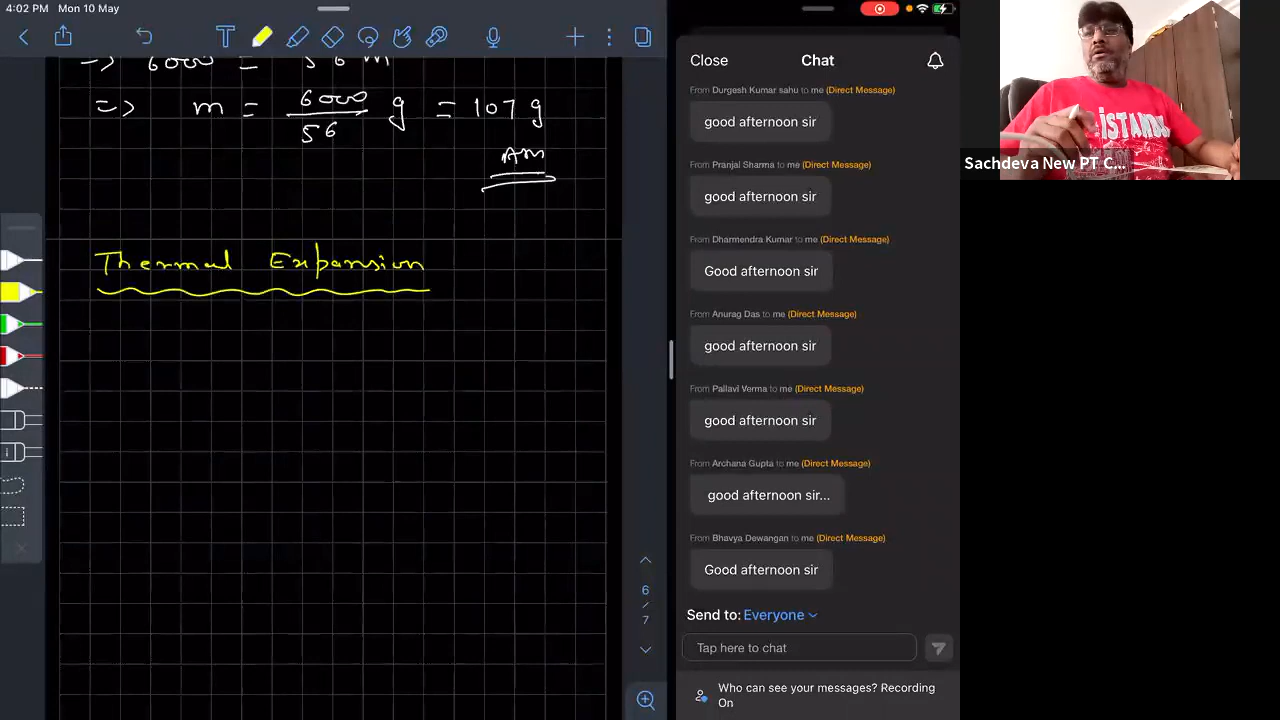 4:02 PM Mon 10 May
=> 6000 = 56 m
=> m = 6000/56 g = 107 g
Ans
Thermal Expansion
6
7
Close
Chat
From Durgesh Kumar sahu to me (Direct Message)
good afternoon sir
From Pranjal Sharma to me (Direct Message)
good afternoon sir
From Dharmendra Kumar to me (Direct Message)
Good afternoon sir
From Anurag Das to me (Direct Message)
good afternoon sir
From Pallavi Verma to me (Direct Message)
good afternoon sir
From Archana Gupta to me (Direct Message)
good afternoon sir...
From Bhavya Dewangan to me (Direct Message)
Good afternoon sir
Send to: Everyone
Tap here to chat
Who can see your messages? Recording
On
Sachdeva New PT C...